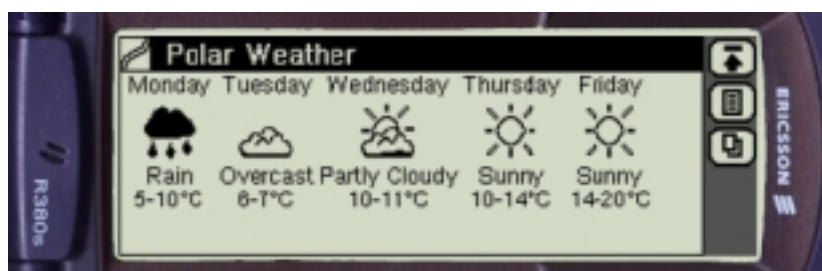 Polar Weather
Monday Tuesday Wednesday Thursday Friday
Rain Overcast Partly Cloudy Sunny Sunny
5-10°C 6-7°C 10-11°C 10-14°C 14-20°C
R380s
ERICSSON